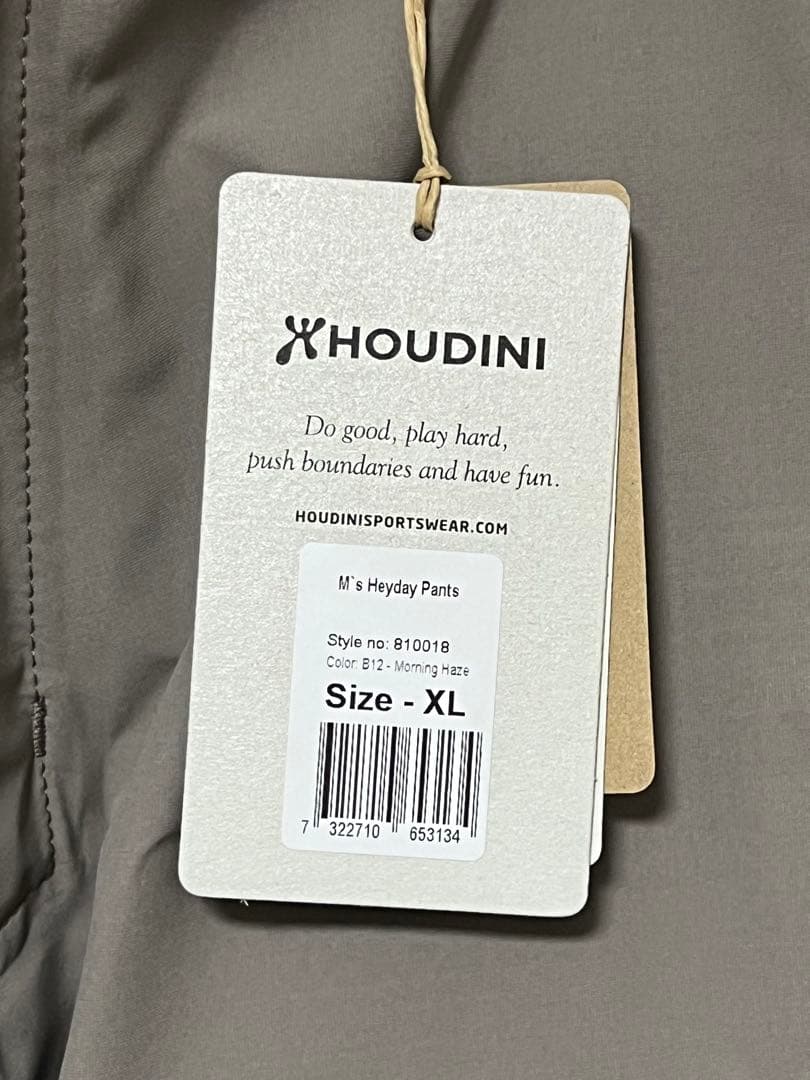 HOUDINI
Do good, play hard,
push boundaries and have fun.
HOUDINISPORTSWEAR.COM
M`s Heyday Pants
Style no: 810018
Color: B12 - Morning Haze
Size - XL
7 322710 653134